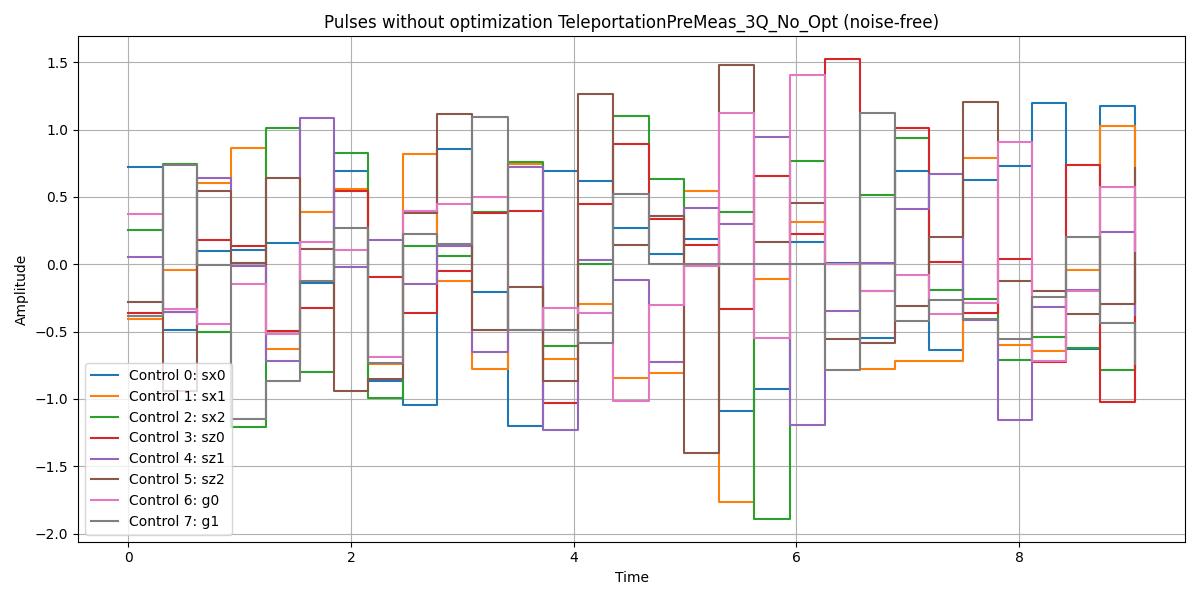 Pulses without optimization TeleportationPreMeas_3Q_No_Opt (noise-free)
1.5
1.0
0.5
0.0
−0.5
−1.0
−1.5
−2.0
Amplitude
Control 0: sx0
Control 1: sx1
Control 2: sx2
Control 3: sz0
Control 4: sz1
Control 5: sz2
Control 6: g0
Control 7: g1
0 2 4 6 8
Time